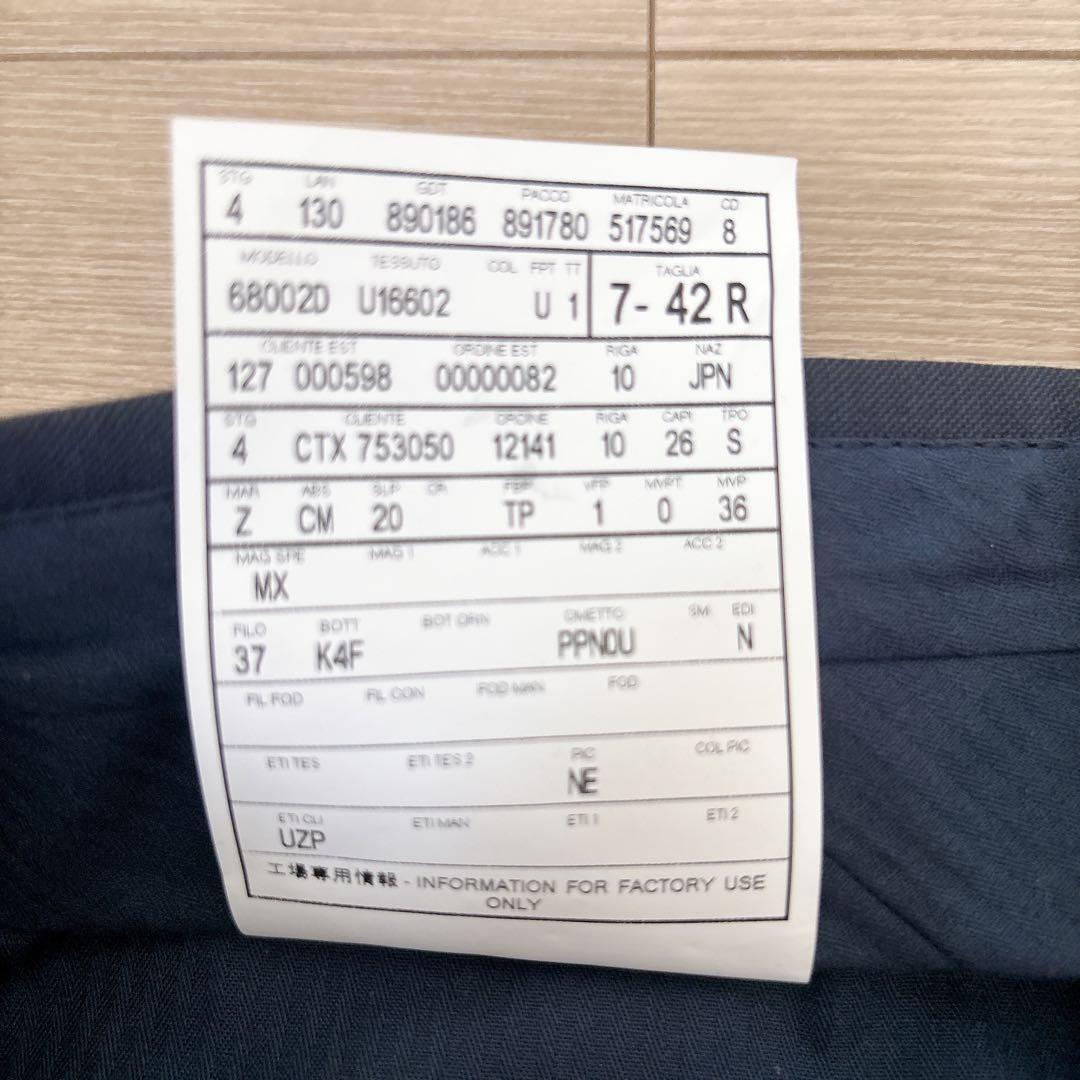 STG LAN GDT PACCO MATRICOLA CD
4 130 890186 891780 517569 8
MODELLO TESSUTO COL FPT TT TAGLIA
68002D U16602 U 1 7- 42 R
CLIENTE EST ORDINE EST RIGA NAZ
127 000598 00000082 10 JPN
STG CLIENTE ORDINE RIGA CAPI TPO
4 CTX 753050 12141 10 26 S
MAR ABS SLP CR MVPT MVP
Z CM 20 TP 1 0 36
MAG SPE MAG 1 ACC 1 MAG 2 ACC 2
MX
FILO BOTT BOT ORN OMETTO SM EDI
37 K4F PPN0U N
FIL FOD FIL CON FOD MAN FOD
ETI TES ETI TES 2 PIC COL PIC
NE
ETI CLI ETI MAN ETI 1 ETI 2
UZP
工場専用情報 - INFORMATION FOR FACTORY USE
ONLY